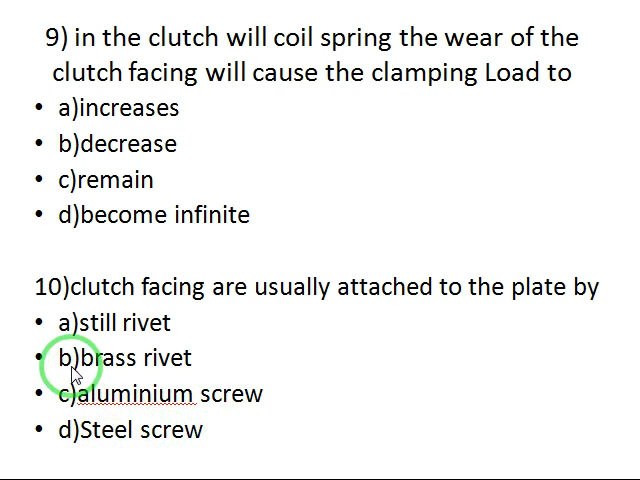 9) in the clutch will coil spring the wear of the
clutch facing will cause the clamping Load to
• a)increases
• b)decrease
• c)remain
• d)become infinite
10)clutch facing are usually attached to the plate by
• a)still rivet
• b)brass rivet
• c)aluminium screw
• d)Steel screw